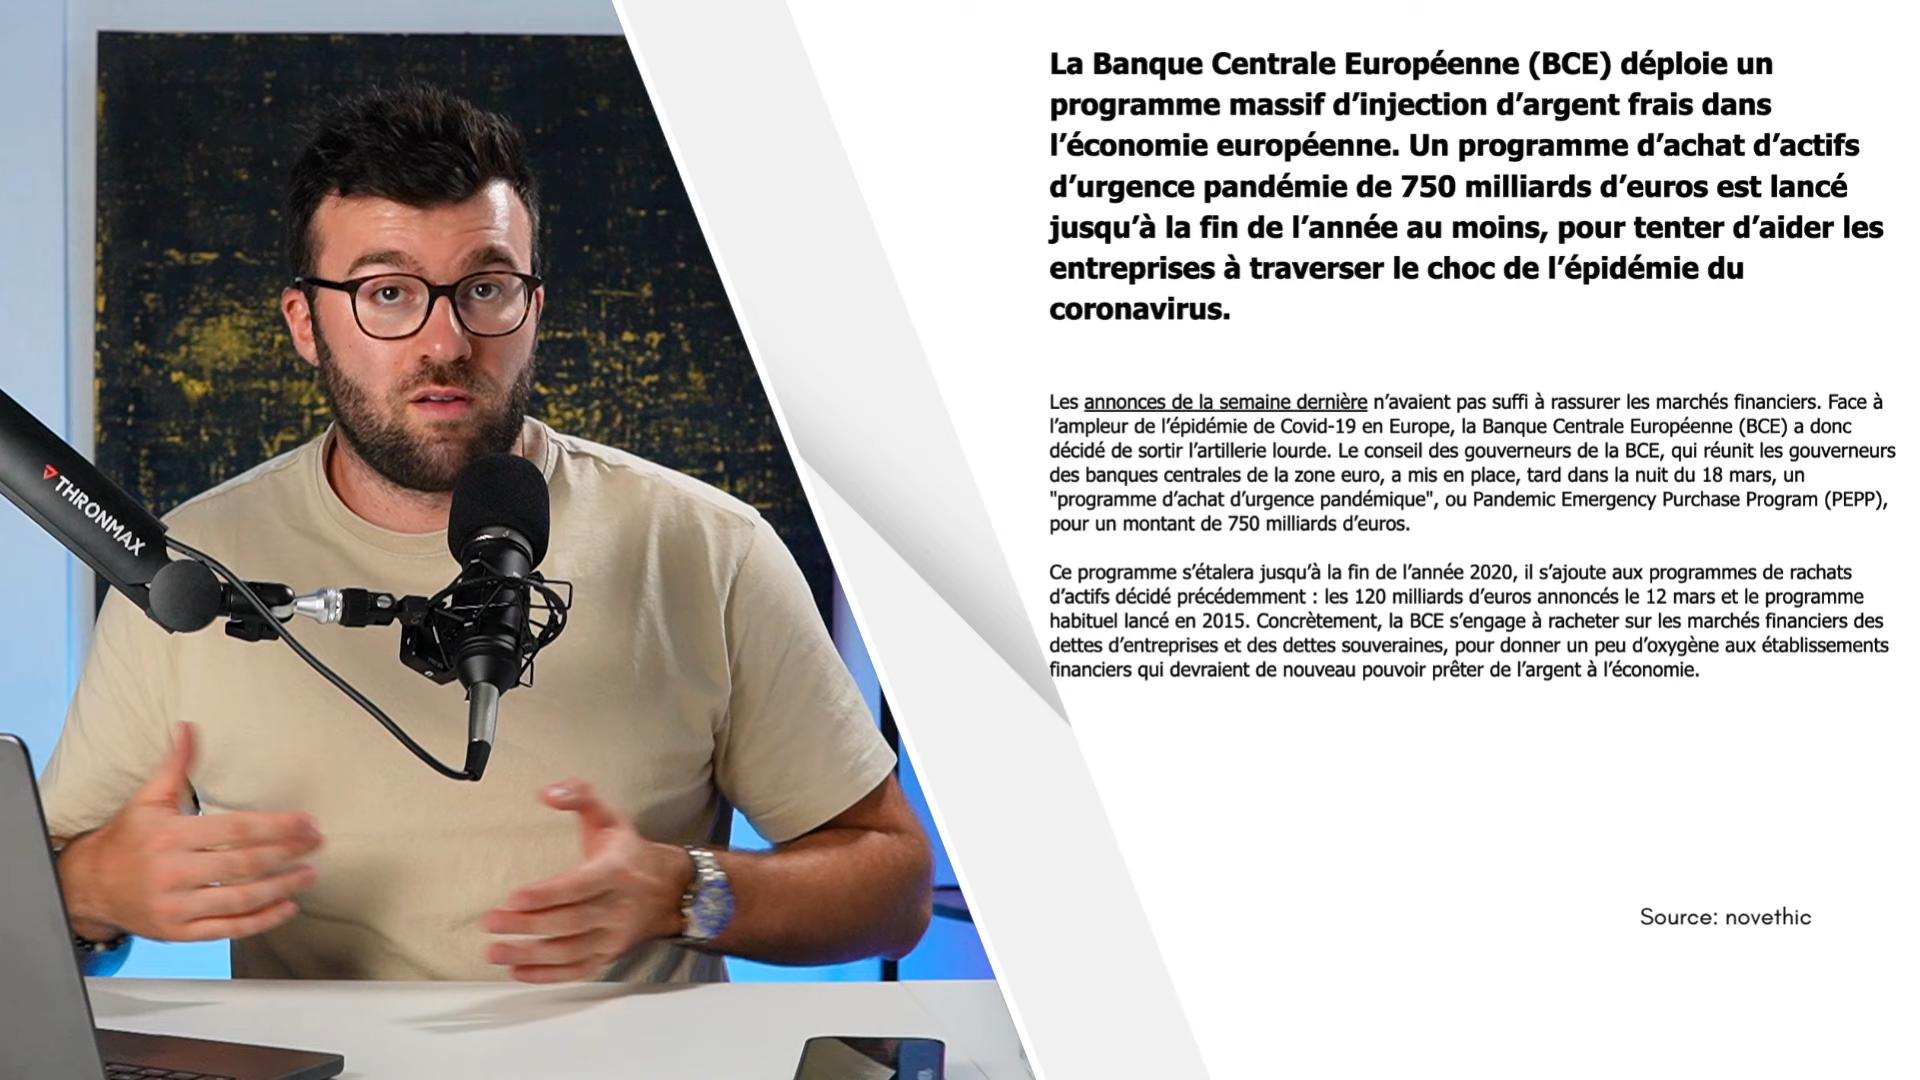 La Banque Centrale Européenne (BCE) déploie un
programme massif d’injection d’argent frais dans
l’économie européenne. Un programme d’achat d’actifs
d’urgence pandémie de 750 milliards d’euros est lancé
jusqu’à la fin de l’année au moins, pour tenter d’aider les
entreprises à traverser le choc de l’épidémie du
coronavirus.
Les annonces de la semaine dernière n’avaient pas suffi à rassurer les marchés financiers. Face à
l’ampleur de l’épidémie de Covid-19 en Europe, la Banque Centrale Européenne (BCE) a donc
décidé de sortir l’artillerie lourde. Le conseil des gouverneurs de la BCE, qui réunit les gouverneurs
des banques centrales de la zone euro, a mis en place, tard dans la nuit du 18 mars, un
"programme d’achat d’urgence pandémique", ou Pandemic Emergency Purchase Program (PEPP),
pour un montant de 750 milliards d’euros.
Ce programme s’étalera jusqu’à la fin de l’année 2020, il s’ajoute aux programmes de rachats
d’actifs décidé précédemment : les 120 milliards d’euros annoncés le 12 mars et le programme
habituel lancé en 2015. Concrètement, la BCE s’engage à racheter sur les marchés financiers des
dettes d’entreprises et des dettes souveraines, pour donner un peu d’oxygène aux établissements
financiers qui devraient de nouveau pouvoir prêter de l’argent à l’économie.
Source: novethic
THRONMAX